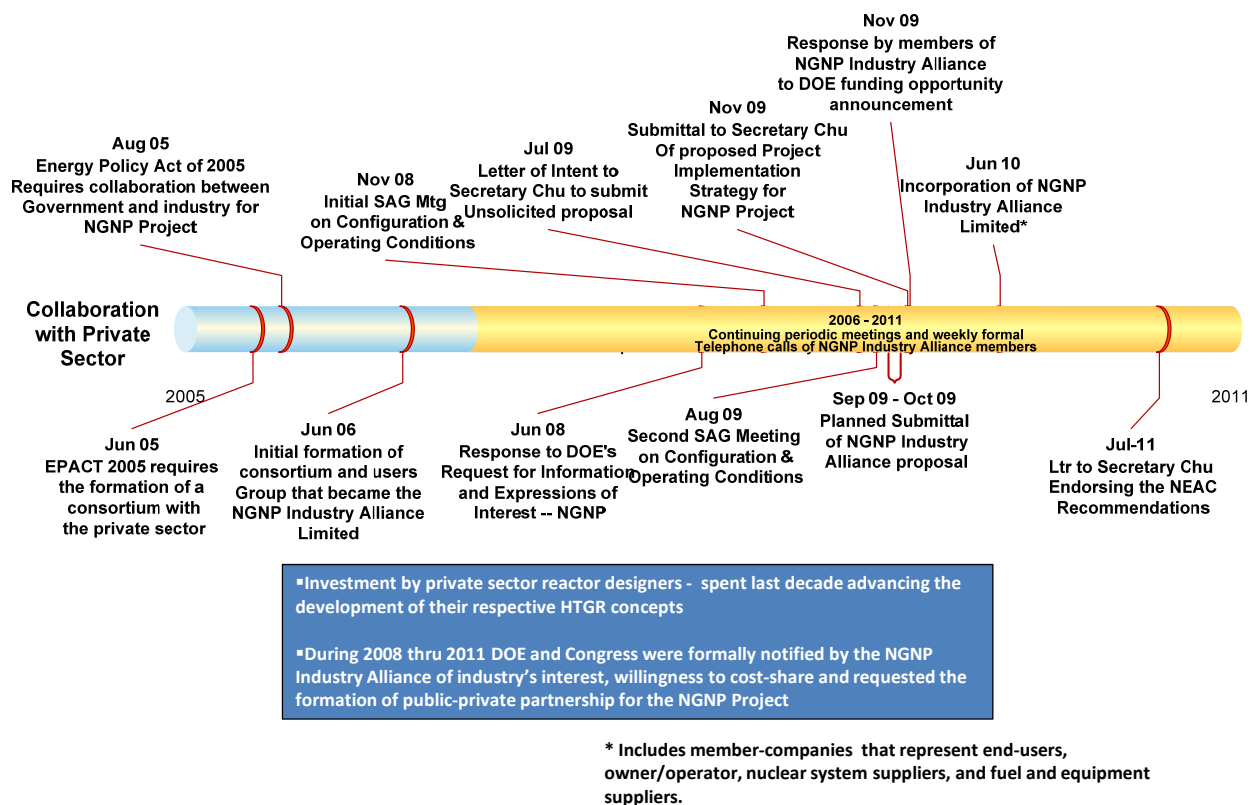 Nov 09
Response by members of
NGNP Industry Alliance
to DOE funding opportunity
announcement
Nov 09
Submittal to Secretary Chu
Of proposed Project
Implementation
Strategy for
NGNP Project
Aug 05
Energy Policy Act of 2005
Requires collaboration between
Government and industry for
NGNP Project
Jul 09
Letter of Intent to
Secretary Chu to submit
Unsolicited proposal
Jun 10
Incorporation of NGNP
Industry Alliance
Limited*
Nov 08
Initial SAG Mtg
on Configuration &
Operating Conditions
Collaboration
with Private
Sector
2006 - 2011
Continuing periodic meetings and weekly formal
Telephone calls of NGNP Industry Alliance members
2005
2011
Jun 05
EPACT 2005 requires
the formation of a
consortium with
the private sector
Jun 06
Initial formation of
consortium and users
Group that became the
NGNP Industry Alliance
Limited
Jun 08
Response to DOE's
Request for Information
and Expressions of
Interest -- NGNP
Aug 09
Second SAG Meeting
on Configuration &
Operating Conditions
Sep 09 - Oct 09
Planned Submittal
of NGNP Industry
Alliance proposal
Jul-11
Ltr to Secretary Chu
Endorsing the NEAC
Recommendations
▪Investment by private sector reactor designers - spent last decade advancing the
development of their respective HTGR concepts
▪During 2008 thru 2011 DOE and Congress were formally notified by the NGNP
Industry Alliance of industry's interest, willingness to cost-share and requested the
formation of public-private partnership for the NGNP Project
* Includes member-companies that represent end-users,
owner/operator, nuclear system suppliers, and fuel and equipment
suppliers.